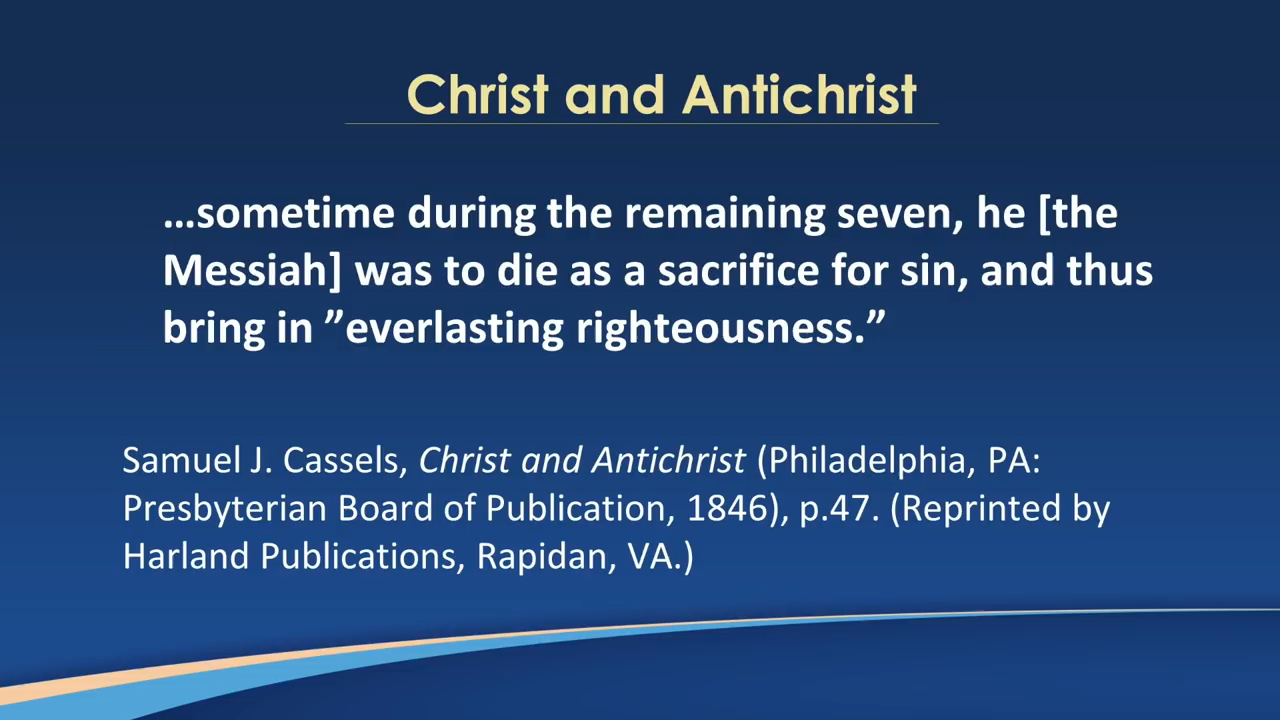 Christ and Antichrist
…sometime during the remaining seven, he [the
Messiah] was to die as a sacrifice for sin, and thus
bring in ”everlasting righteousness.”
Samuel J. Cassels, Christ and Antichrist (Philadelphia, PA:
Presbyterian Board of Publication, 1846), p.47. (Reprinted by
Harland Publications, Rapidan, VA.)